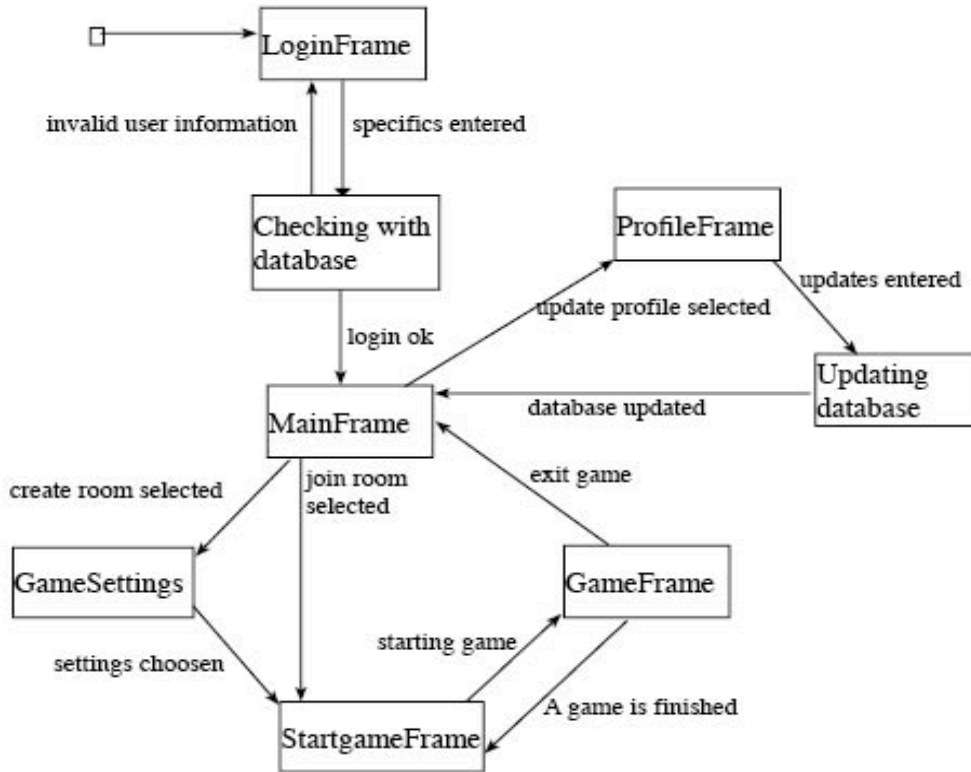 LoginFrame
invalid user information
specifics entered
Checking with
database
ProfileFrame
updates entered
update profile selected
login ok
Updating
database
database updated
MainFrame
exit game
join room
selected
create room selected
GameSettings
GameFrame
starting game
settings choosen
A game is finished
StartgameFrame